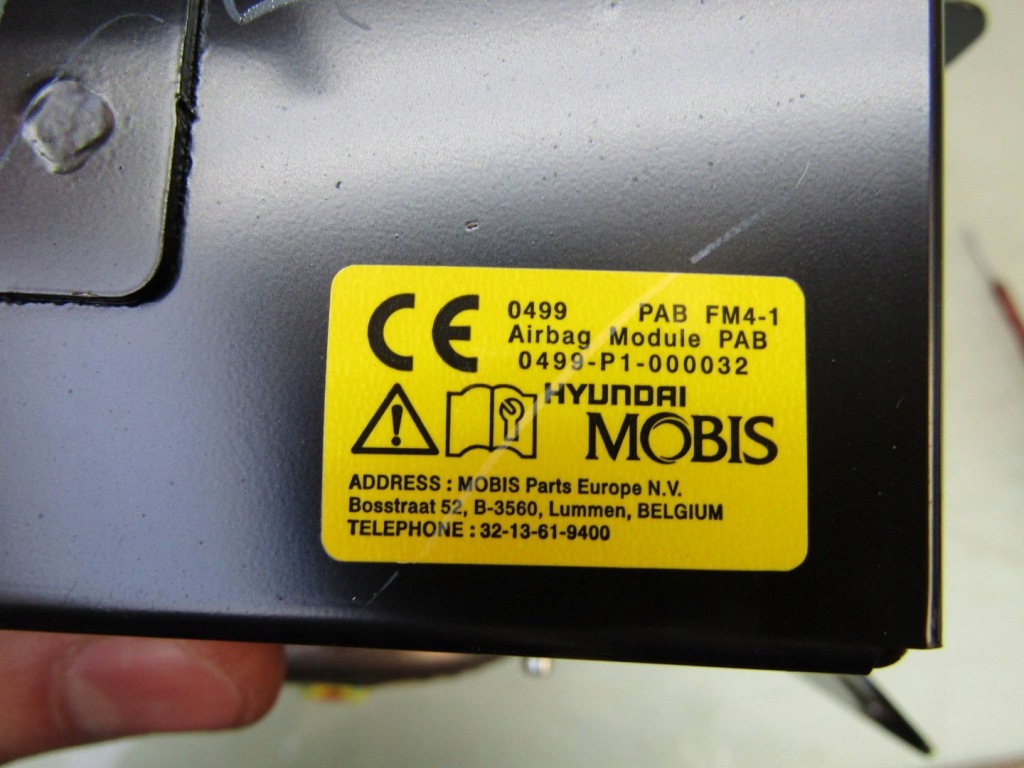 CE 0499 PAB FM4-1
Airbag Module PAB
0499-P1-000032
HYUNDAI
MOBIS
ADDRESS : MOBIS Parts Europe N.V.
Bosstraat 52, B-3560, Lummen, BELGIUM
TELEPHONE : 32-13-61-9400